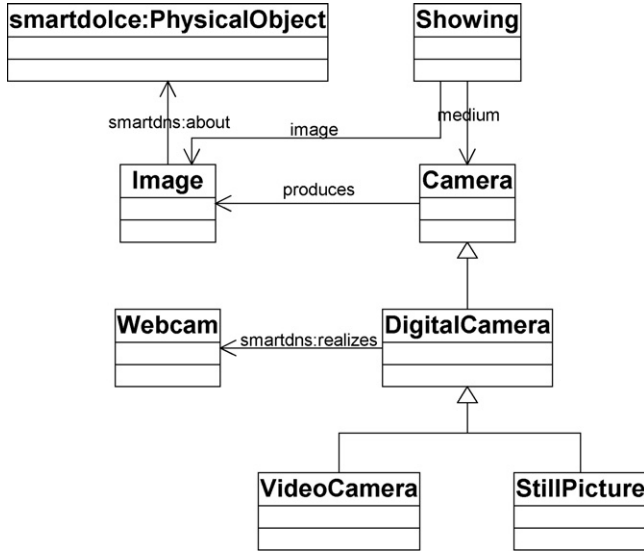 smartdolce:PhysicalObject
Showing
smartdns:about
image
medium
Image
produces
Camera
Webcam
smartdns:realizes
DigitalCamera
VideoCamera
StillPicture